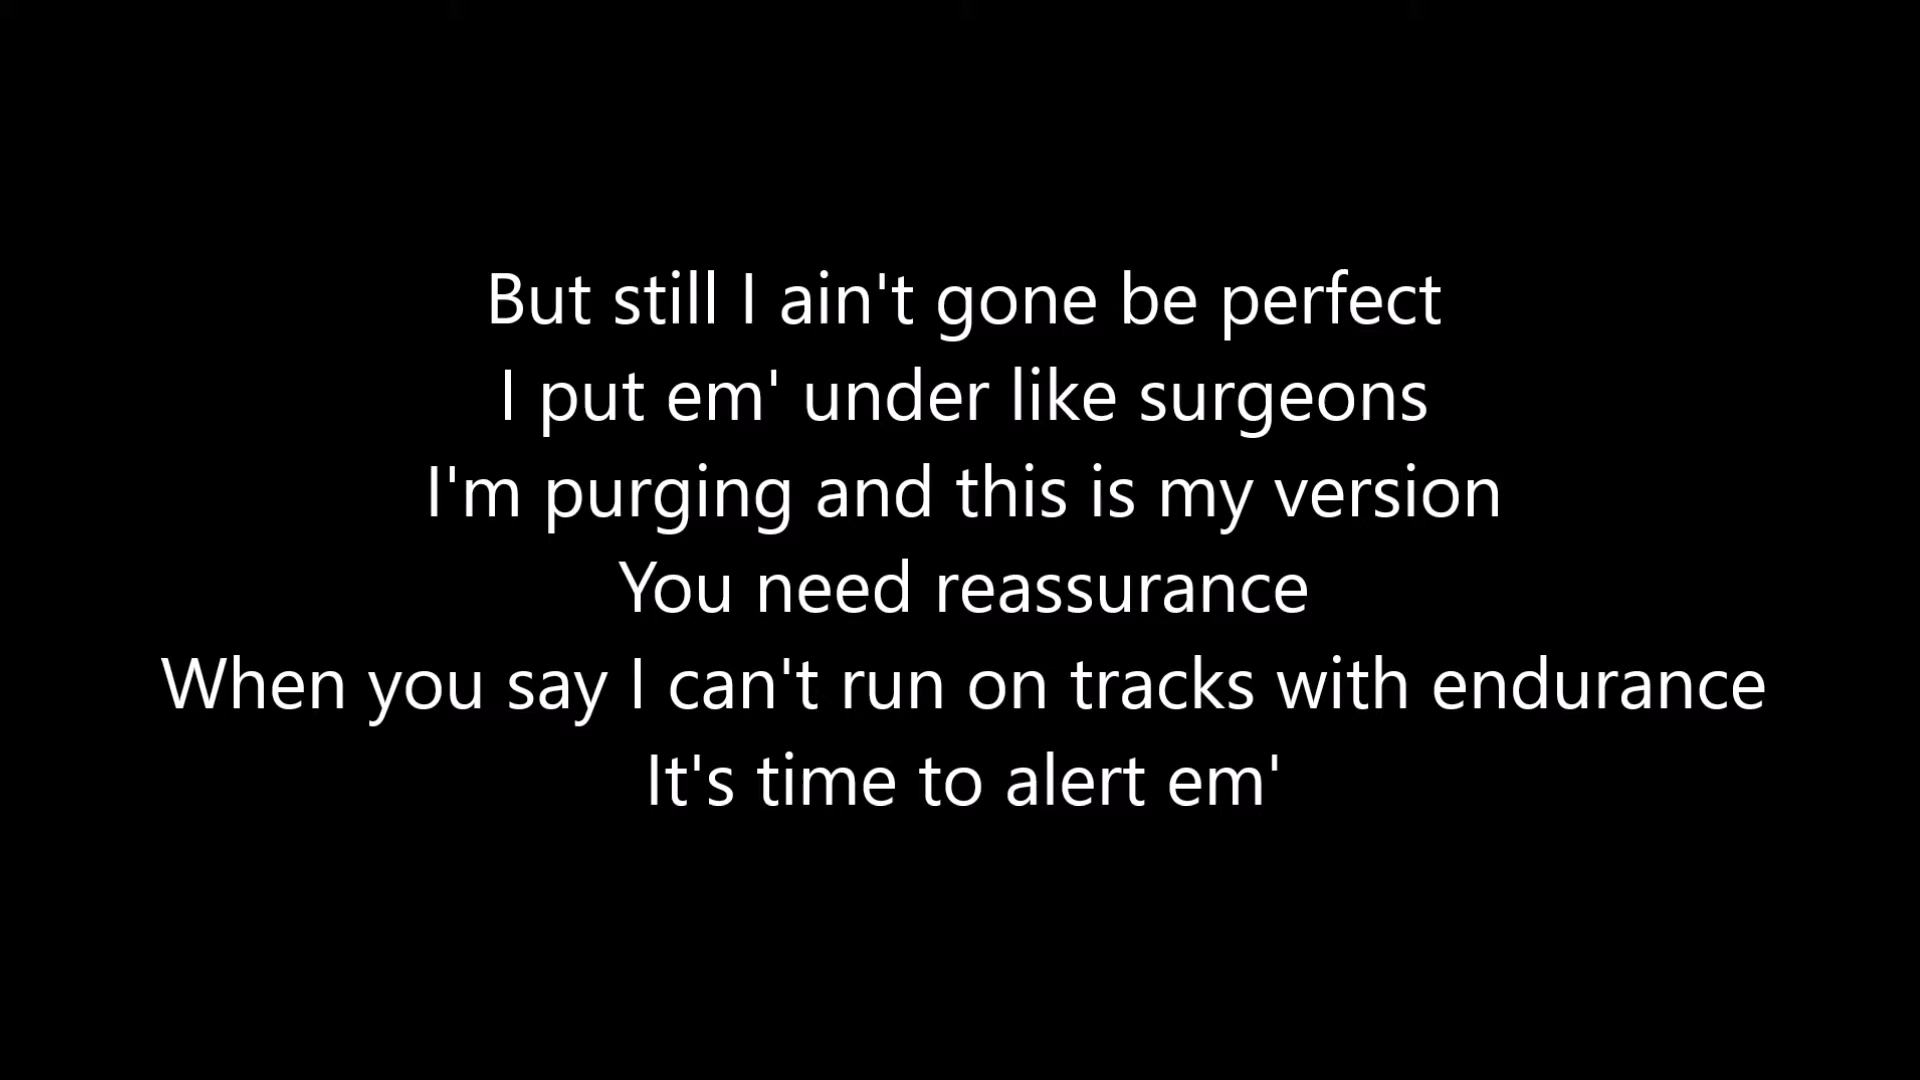 But still I ain't gone be perfect
I put em' under like surgeons
I'm purging and this is my version
You need reassurance
When you say I can't run on tracks with endurance
It's time to alert em'